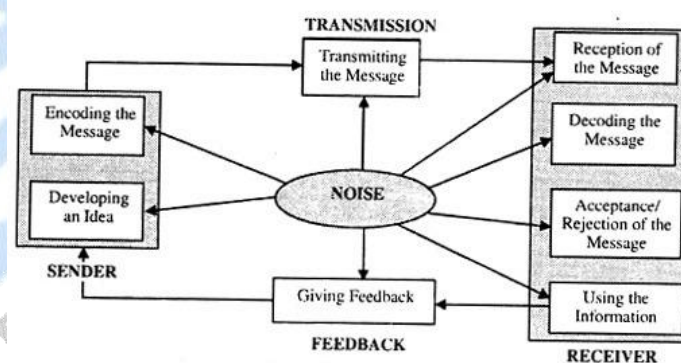 TRANSMISSION
Transmitting
the Message
Reception of
the Message
Encoding the
Message
Decoding the
Message
Developing
an Idea
NOISE
Acceptance/
Rejection of the
Message
SENDER
Giving Feedback
Using the
Information
FEEDBACK
RECEIVER